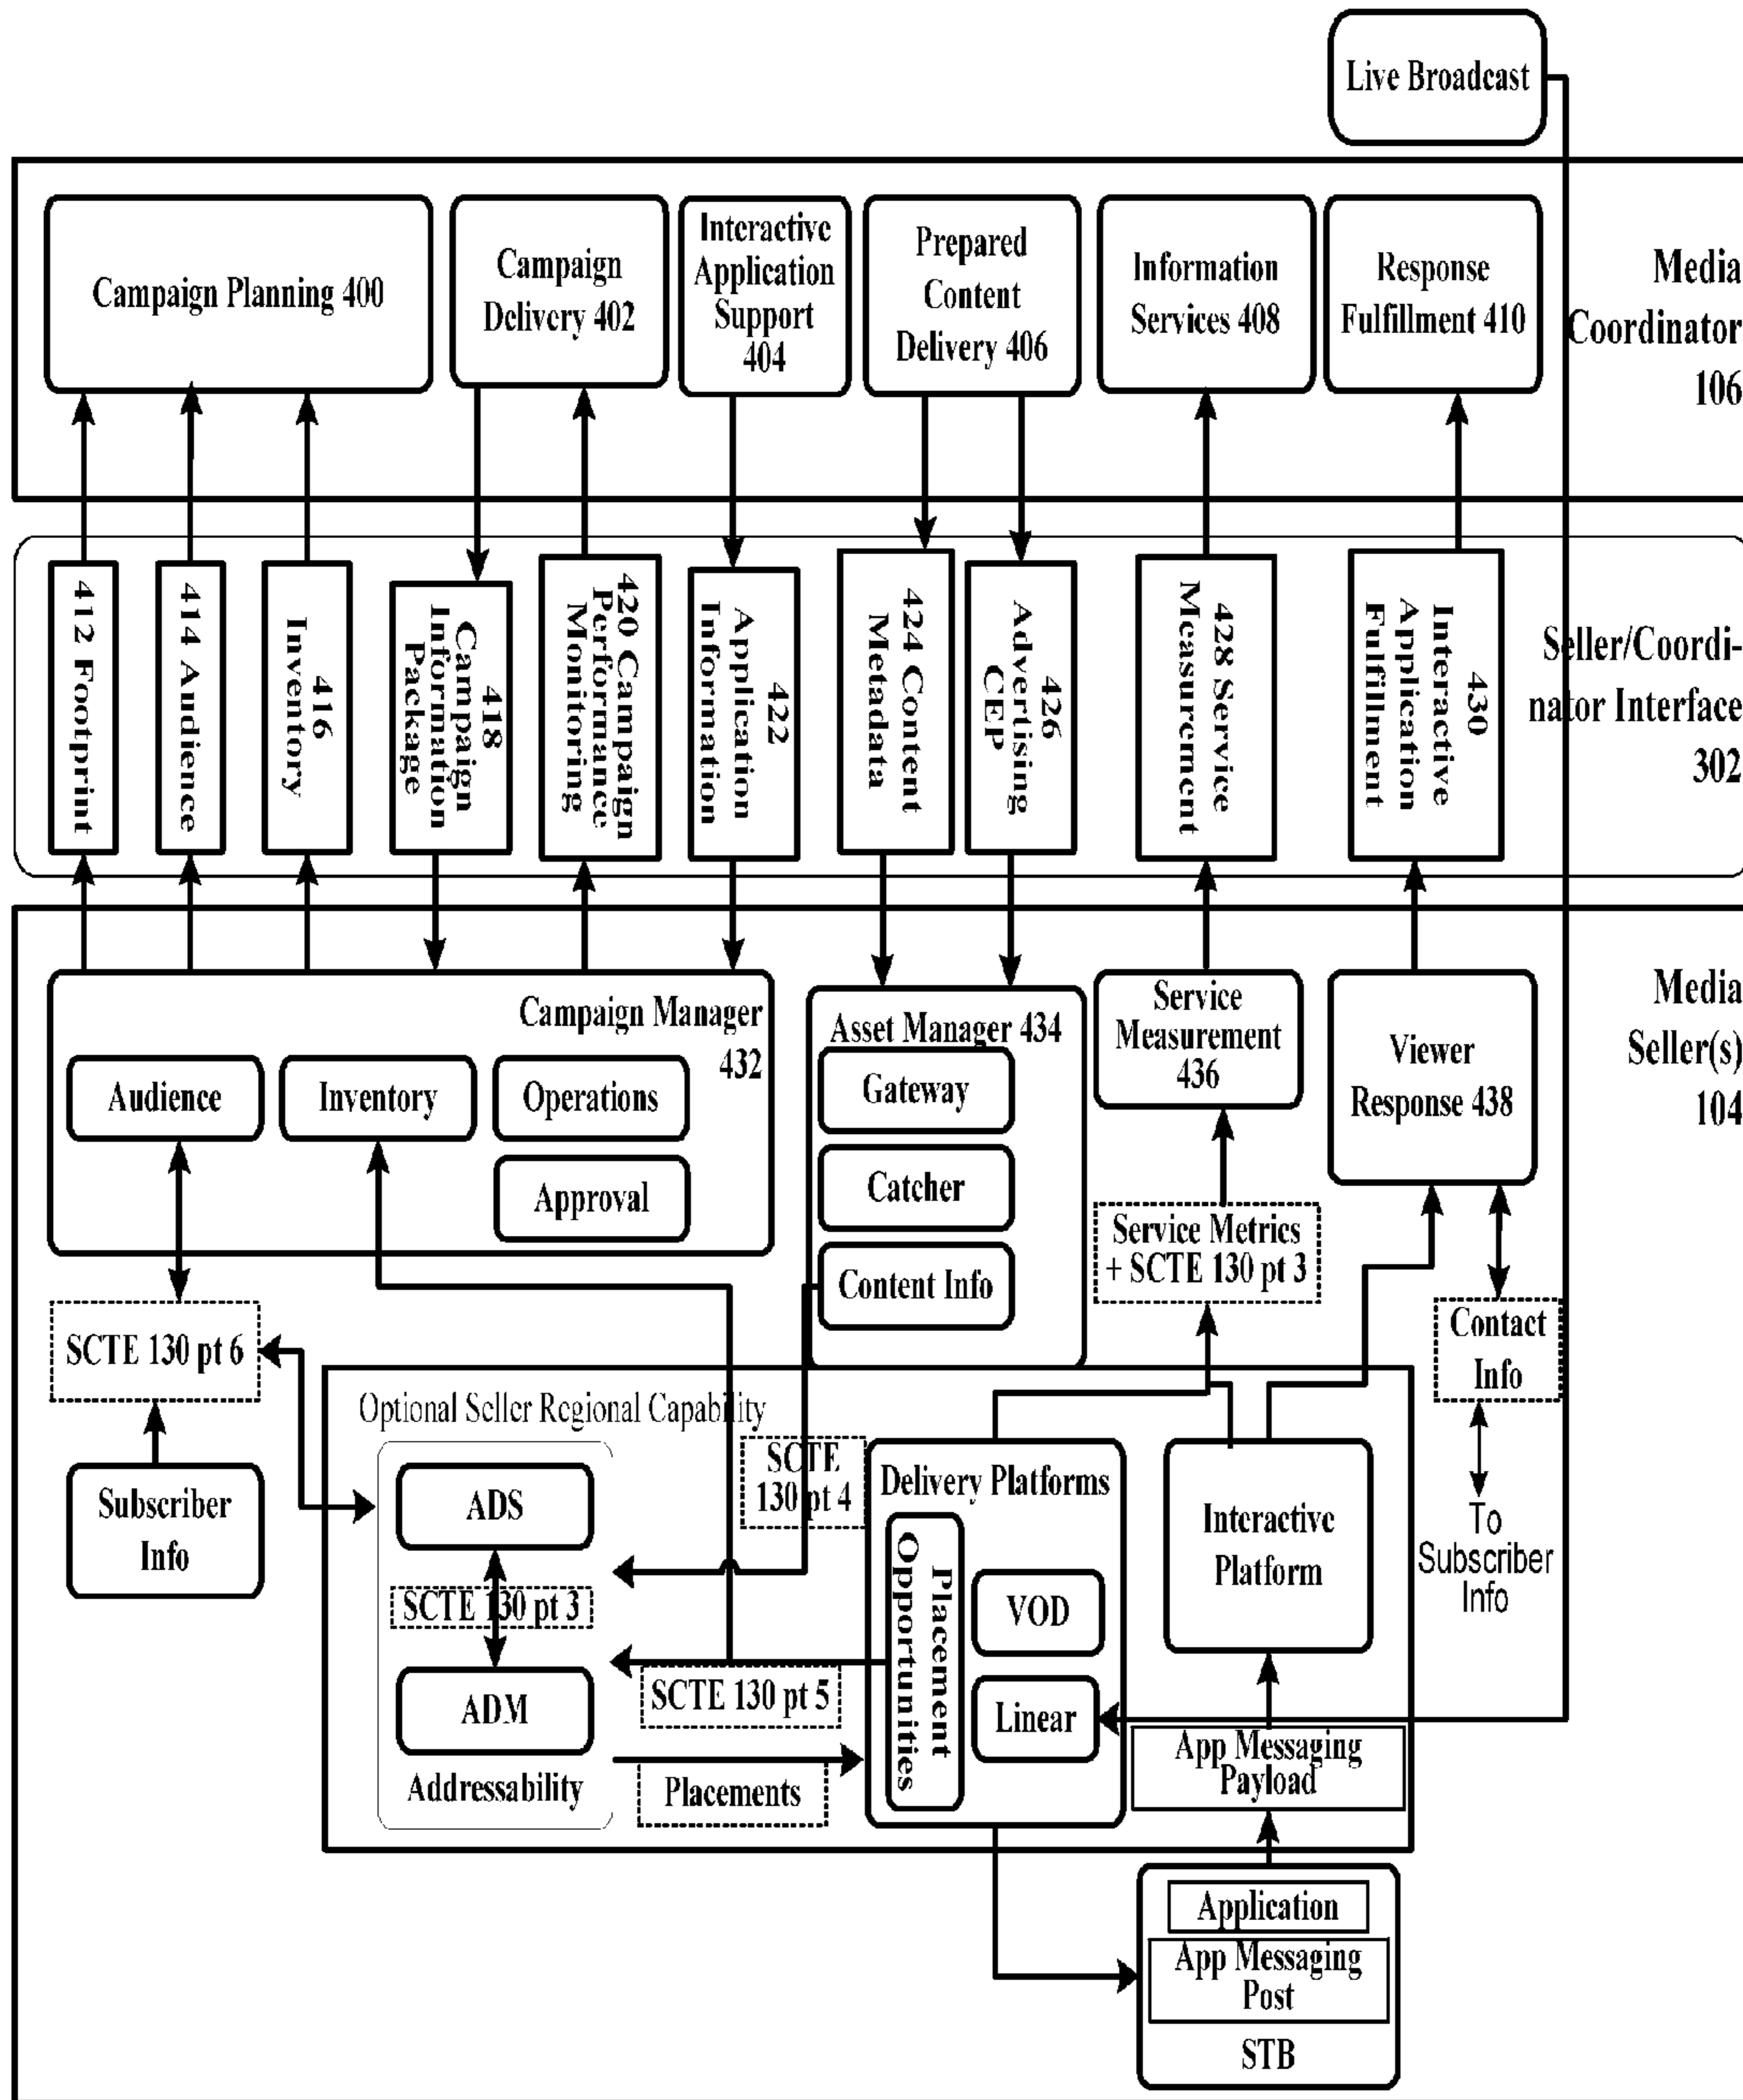 Live Broadcast
Campaign Planning 400
Campaign
Delivery 402
Interactive
Application
Support
404
Prepared
Content
Delivery 406
Information
Services 408
Response
Fulfillment 410
Media
Coordinator
106
412 Footprint
414 Audience
416
Inventory
418
Campaign
Information
Package
420 Campaign
Performance
Monitoring
422
Application
Information
424 Content
Metadata
426
Advertising
CEP
428 Service
Measurement
430
Interactive
Application
Fulfillment
Seller/Coordi-
nator Interface
302
Campaign Manager
432
Audience
Inventory
Operations
Approval
Asset Manager 434
Gateway
Catcher
Content Info
Service
Measurement
436
Viewer
Response 438
Media
Seller(s)
104
SCTE 130 pt 6
Service Metrics
+ SCTE 130 pt 3
Contact
Info
Subscriber
Info
Optional Seller Regional Capability
ADS
SCTE 130 pt 3
ADM
Addressability
SCTE
130 pt 4
SCTE 130 pt 5
Placements
Delivery Platforms
Placement
Opportunities
VOD
Linear
Interactive
Platform
To
Subscriber
Info
App Messaging
Payload
Application
App Messaging
Post
STB